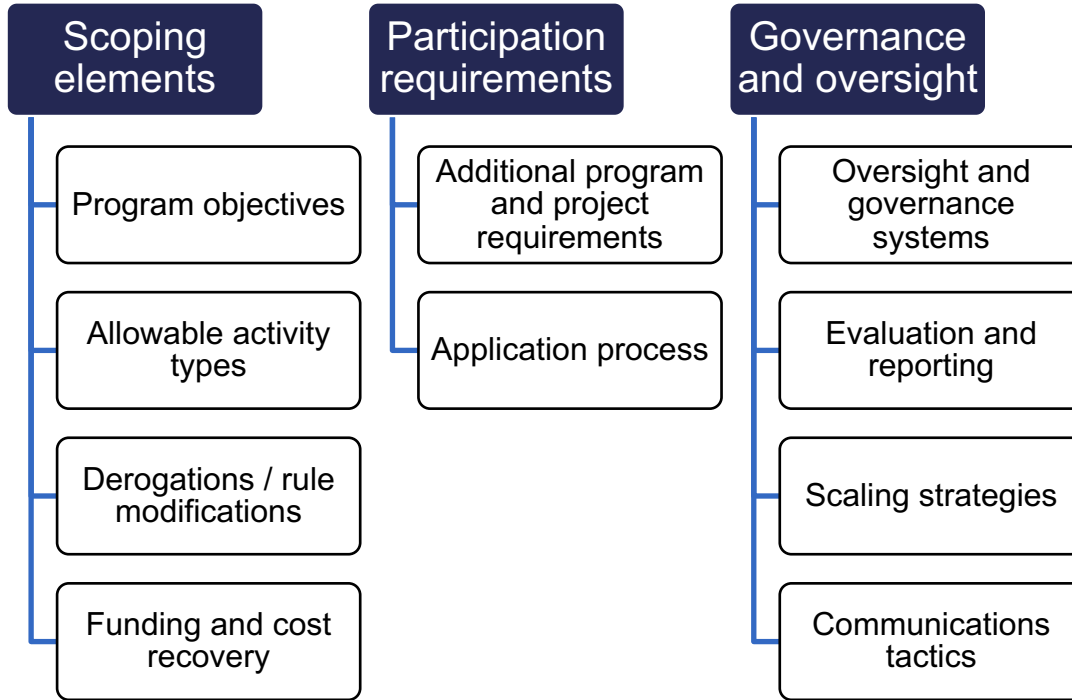 Scoping
elements
Program objectives
Allowable activity
types
Derogations / rule
modifications
Funding and cost
recovery
Participation
requirements
Additional program
and project
requirements
Application process
Governance
and oversight
Oversight and
governance
systems
Evaluation and
reporting
Scaling strategies
Communications
tactics